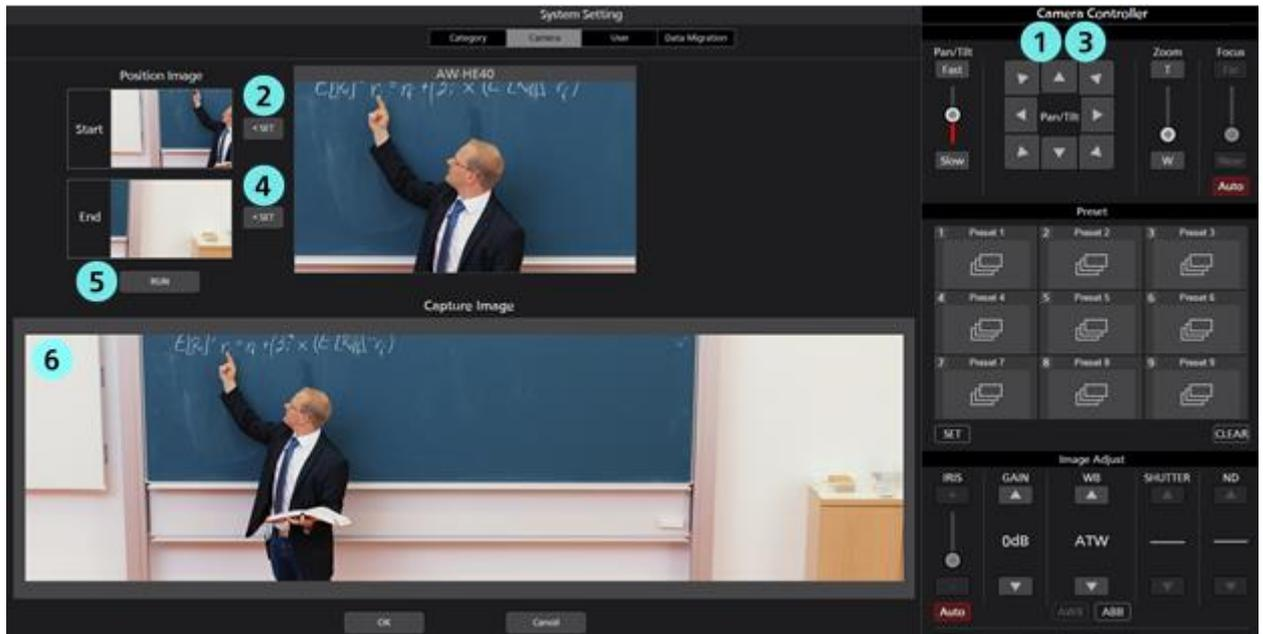 System Setting
Category Camera User Data Migration
Position Image
AW-HE40
Start
2
< SET
End
4
< SET
5
RUN
Capture Image
6
OK Cancel
Camera Controller
1 3
Pan/Tilt
Zoom
Focus
Fast
T
Far
Pan/Tilt
Slow
W
Near
Auto
Preset
1 Preset 1 2 Preset 2 3 Preset 3
4 Preset 4 5 Preset 5 6 Preset 6
7 Preset 7 8 Preset 8 9 Preset 9
SET
CLEAR
Image Adjust
IRIS GAIN WB SHUTTER ND
0dB ATW
Auto
AWB ABB